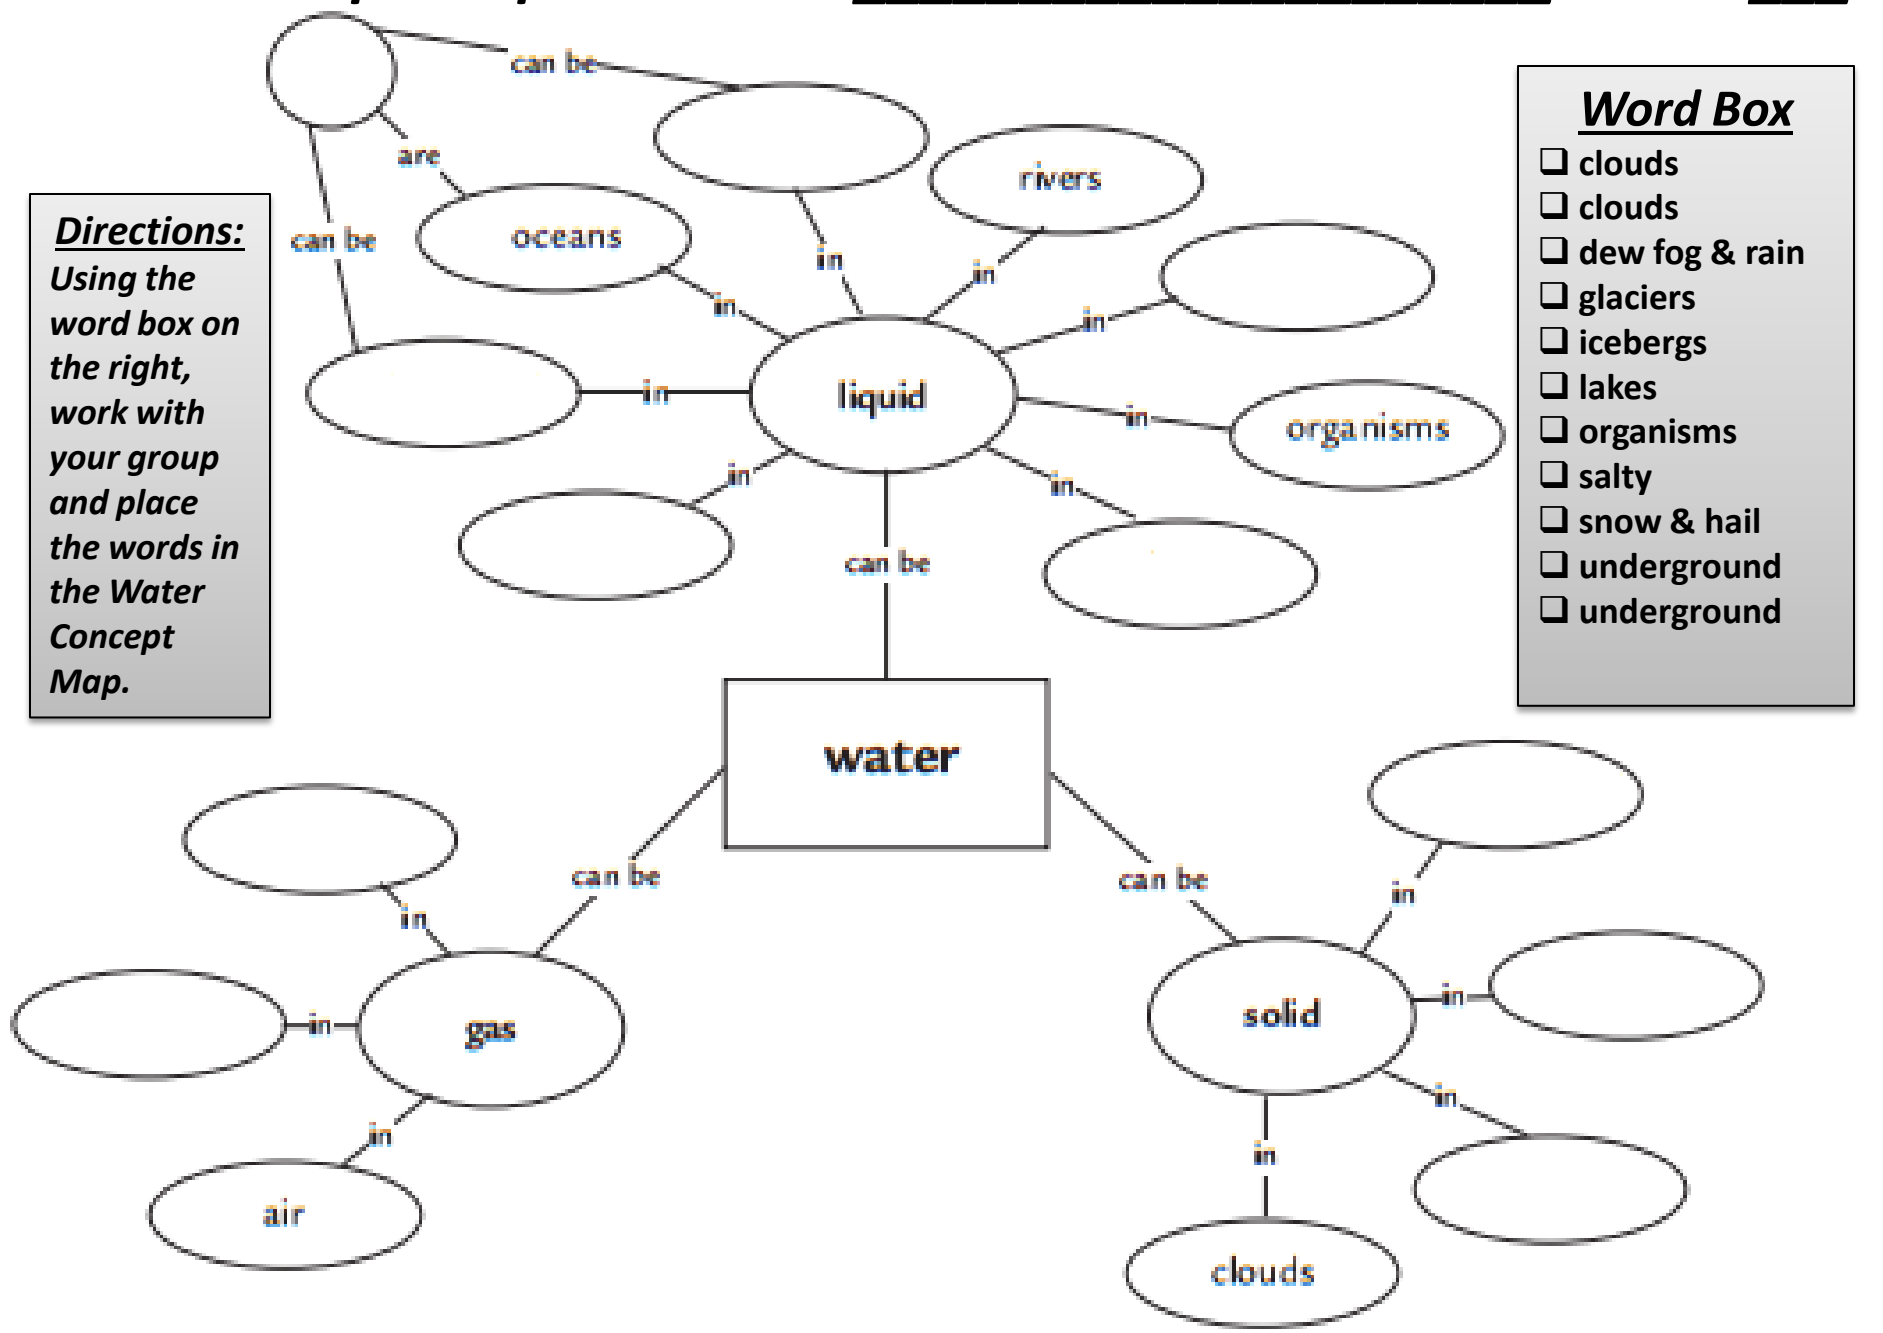 can be
are
can be
oceans
in
in
rivers
in
in
in
liquid
in
organisms
in
in
can be
Directions:
Using the
word box on
the right,
work with
your group
and place
the words in
the Water
Concept
Map.
Word Box
❑ clouds
❑ clouds
❑ dew fog & rain
❑ glaciers
❑ icebergs
❑ lakes
❑ organisms
❑ salty
❑ snow & hail
❑ underground
❑ underground
water
can be
can be
in
in
gas
in
air
in
in
solid
in
in
clouds